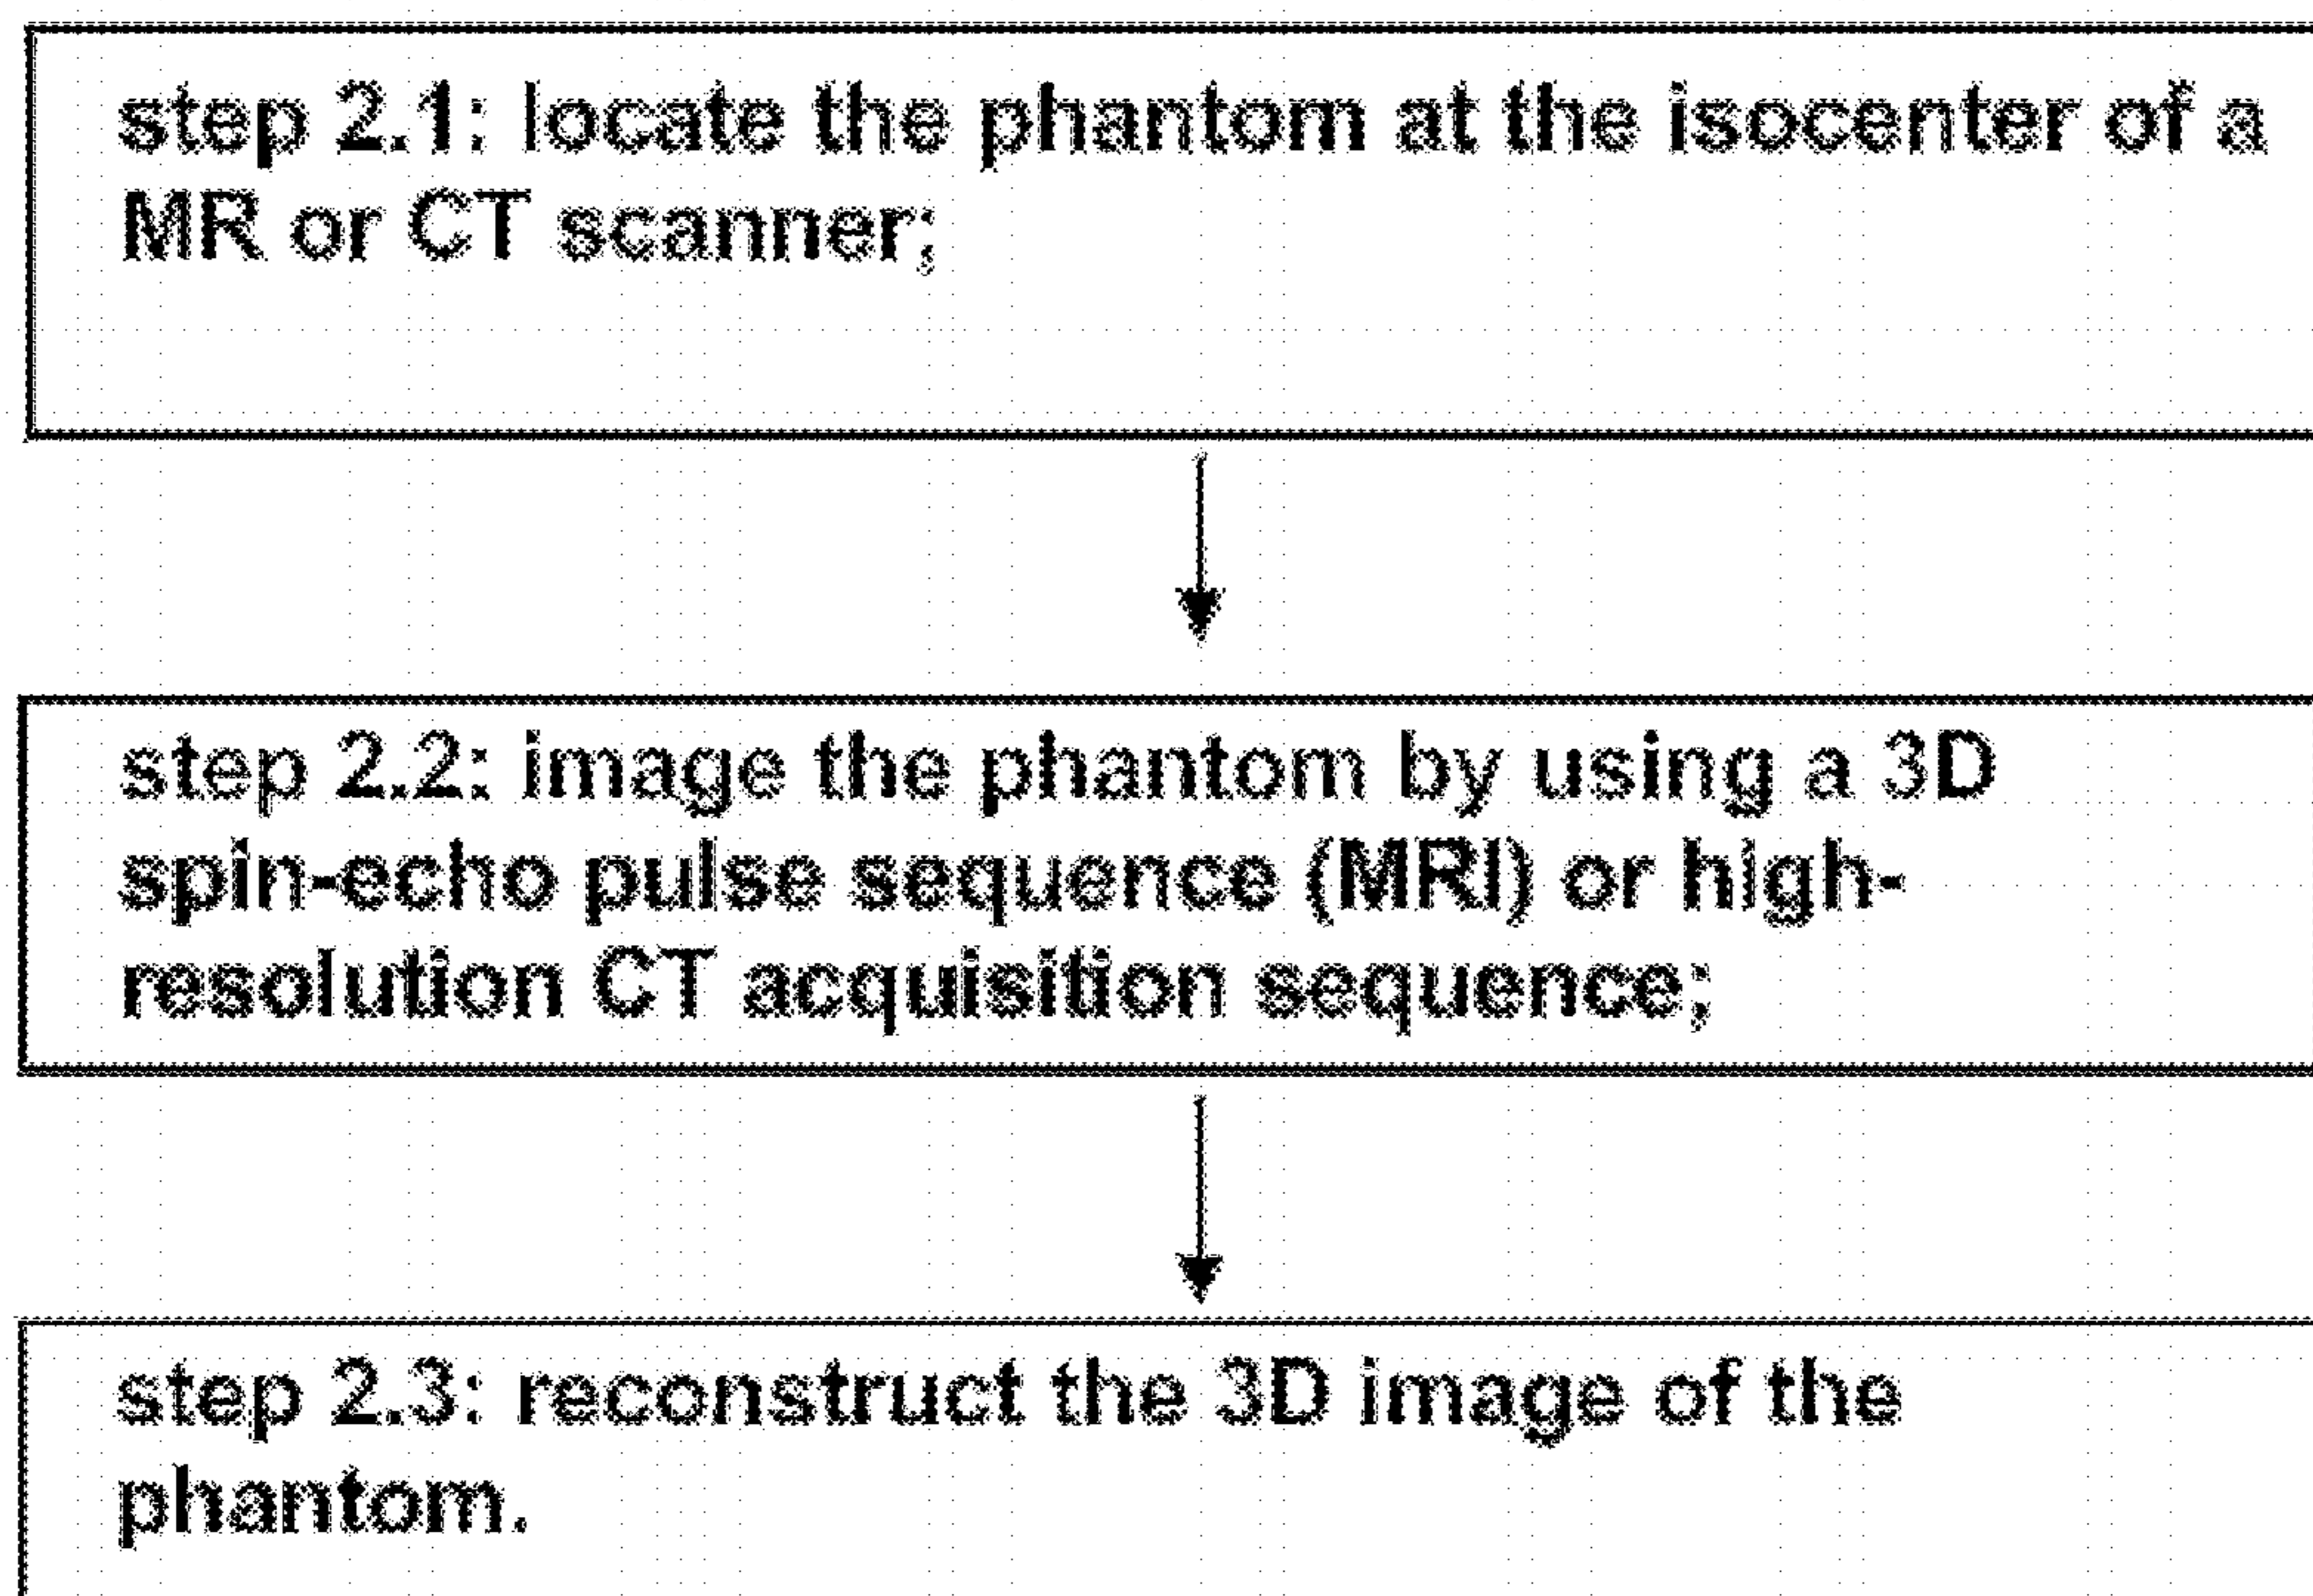 step 2.1: locate the phantom at the isocenter of a
MR or CT scanner;
step 2.2: image the phantom by using a 3D
spin-echo pulse sequence (MRI) or high-
resolution CT acquisition sequence;
step 2.3: reconstruct the 3D image of the
phantom.